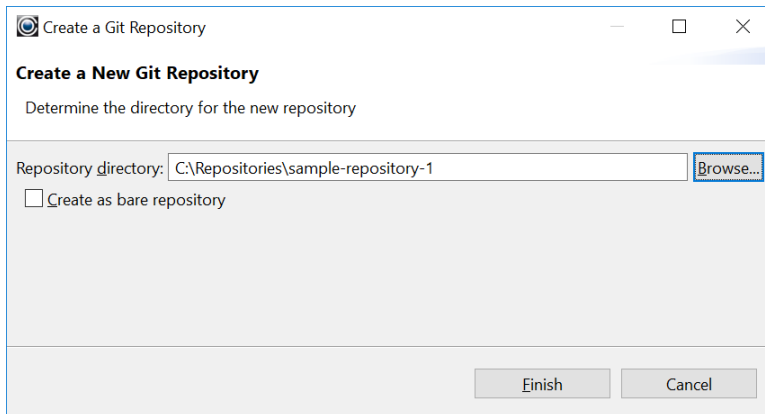 Create a Git Repository
Create a New Git Repository
Determine the directory for the new repository
Repository directory: C:\Repositories\sample-repository-1 Browse...
Create as bare repository
Finish Cancel